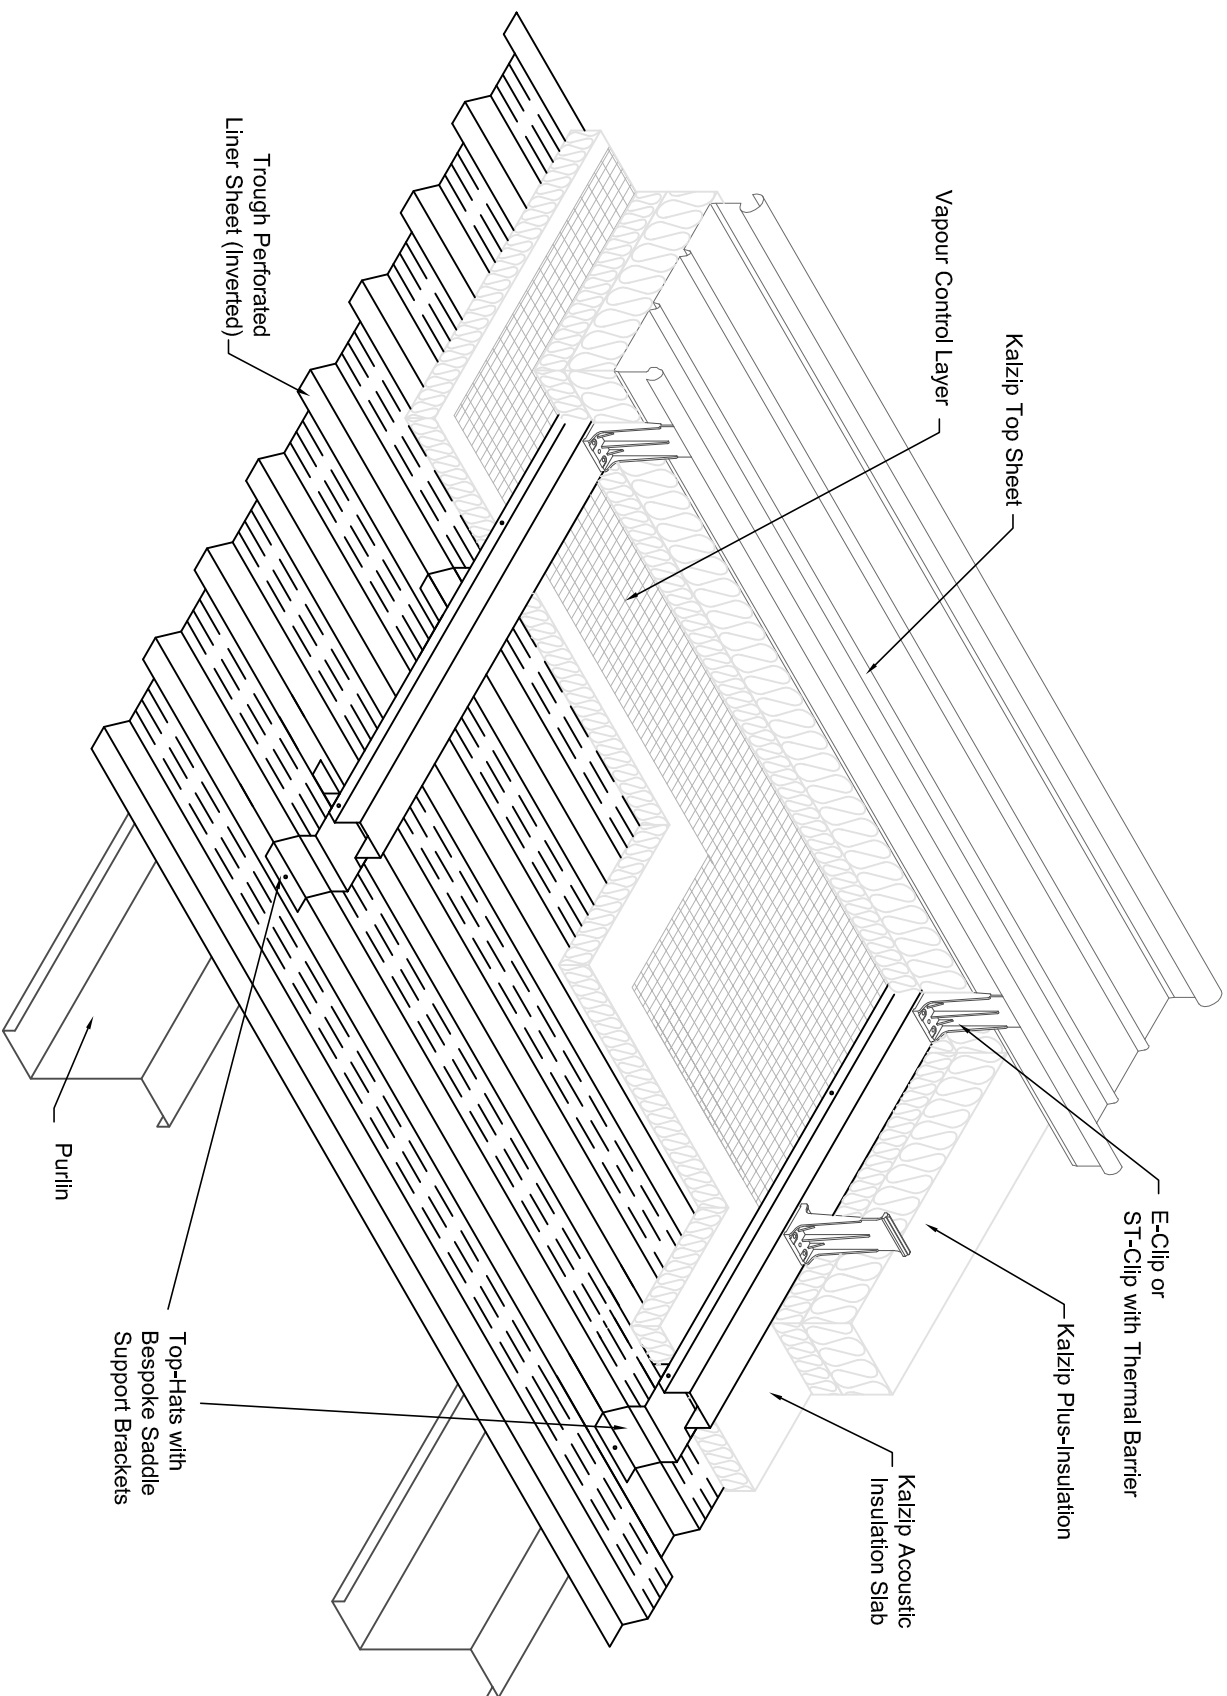 Kalzip Top Sheet
Vapour Control Layer
Trough Perforated
Liner Sheet (Inverted)
E-Clip or
ST-Clip with Thermal Barrier
Kalzip Plus-Insulation
Kalzip Acoustic
Insulation Slab
Top-Hats with
Bespoke Saddle
Support Brackets
Purlin